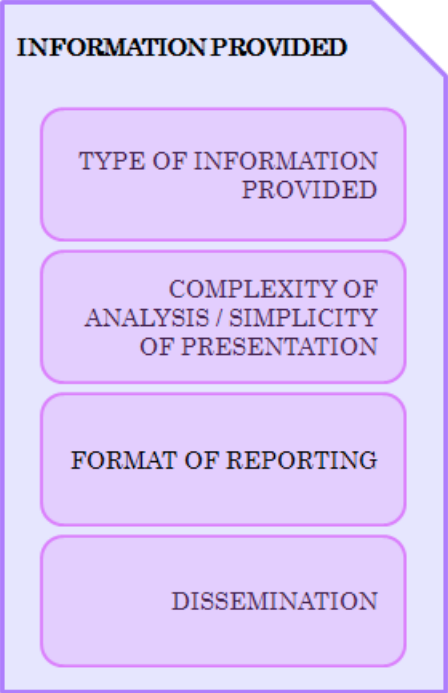 INFORMATION PROVIDED
TYPE OF INFORMATION
PROVIDED
COMPLEXITY OF
ANALYSIS / SIMPLICITY
OF PRESENTATION
FORMAT OF REPORTING
DISSEMINATION